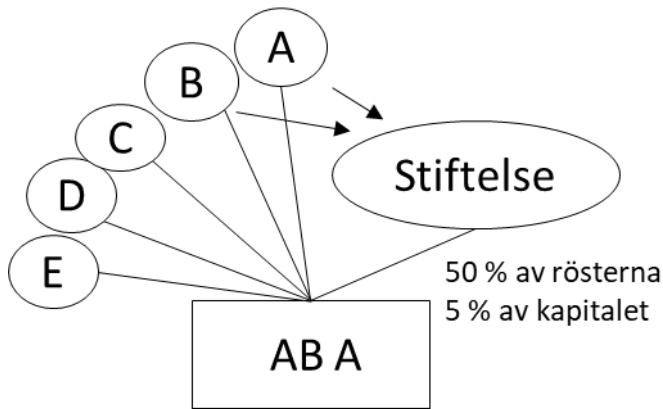 A
B
C
D
E
Stiftelse
50 % av rösterna
5 % av kapitalet
AB A